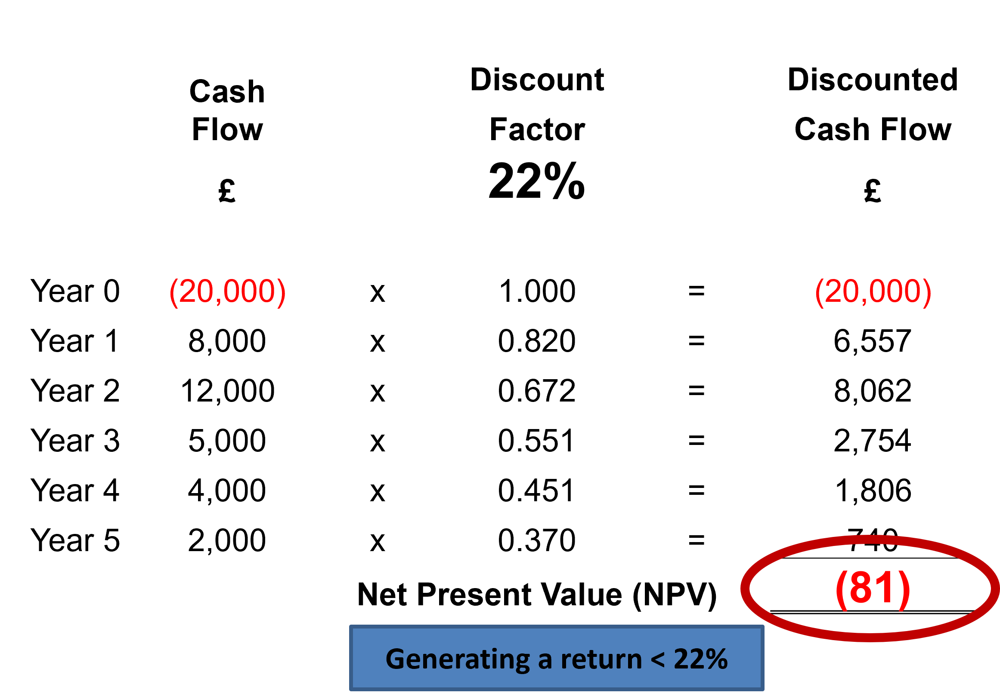 Cash Discount Discounted
Flow Factor Cash Flow
£ 22% £
Year 0 (20,000) x 1.000 = (20,000)
Year 1 8,000 x 0.820 = 6,557
Year 2 12,000 x 0.672 = 8,062
Year 3 5,000 x 0.551 = 2,754
Year 4 4,000 x 0.451 = 1,806
Year 5 2,000 x 0.370 = 740
Net Present Value (NPV) (81)
Generating a return < 22%